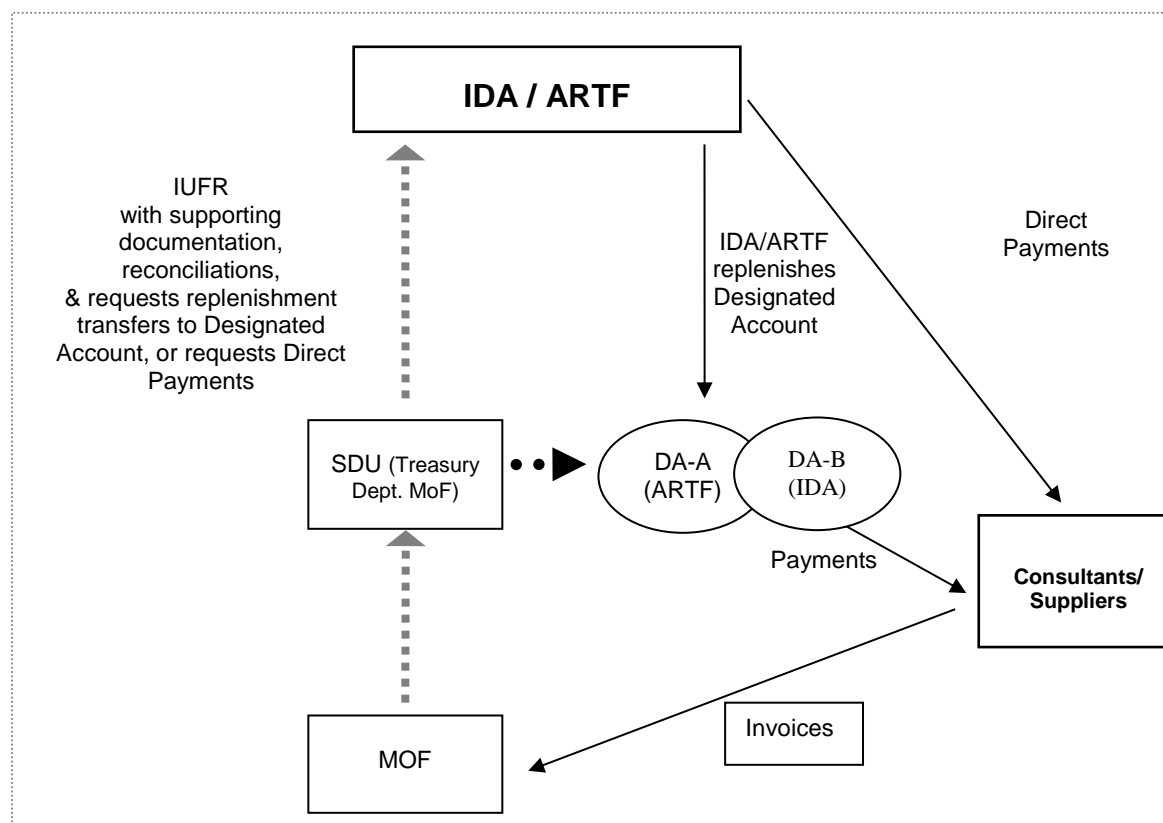 IDA / ARTF
IUFR
with supporting
documentation,
reconciliations,
& requests replenishment
transfers to Designated
Account, or requests Direct
Payments
IDA/ARTF
replenishes
Designated
Account
Direct
Payments
SDU (Treasury
Dept. MoF)
DA-A
(ARTF)
DA-B
(IDA)
Payments
Consultants/
Suppliers
Invoices
MOF